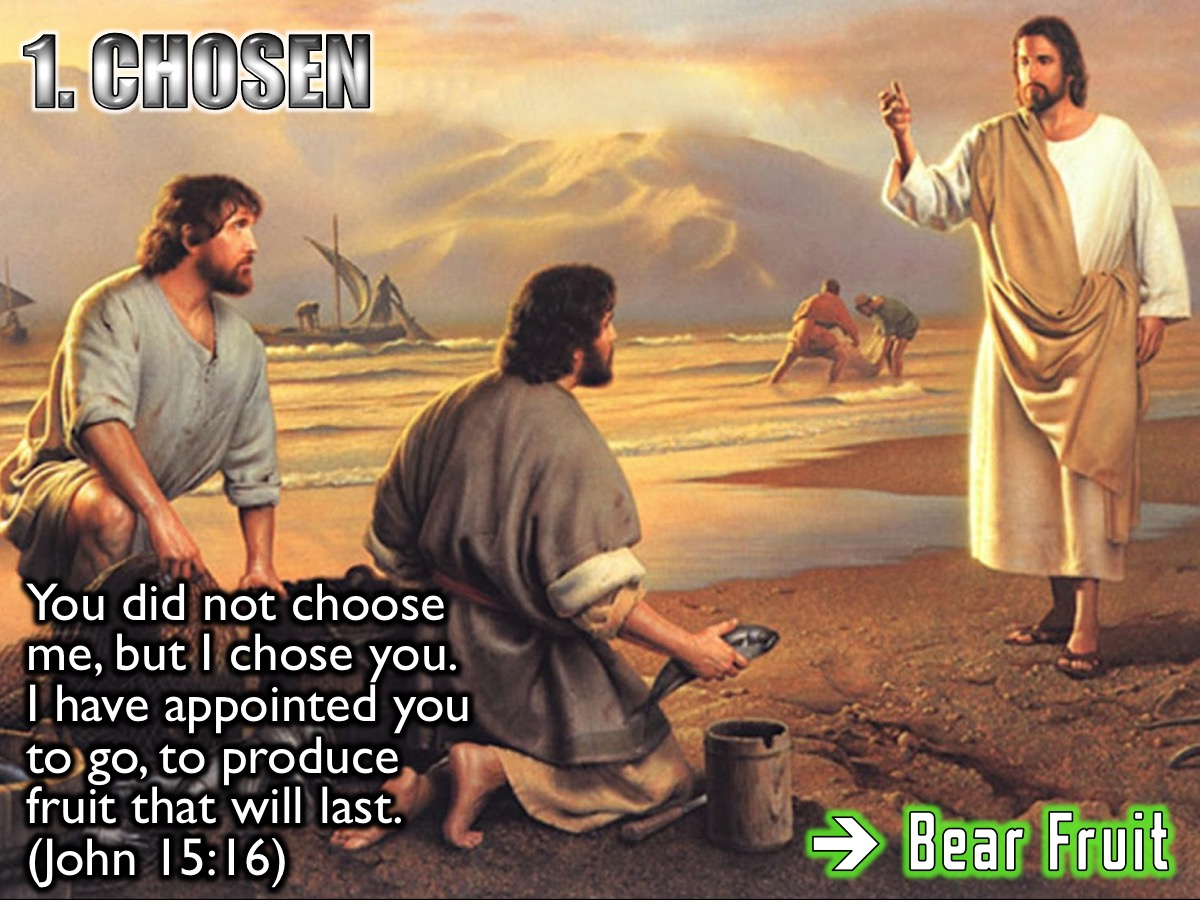 1. CHOSEN
You did not choose
me, but I chose you.
I have appointed you
to go, to produce
fruit that will last.
(John 15:16)
Bear Fruit